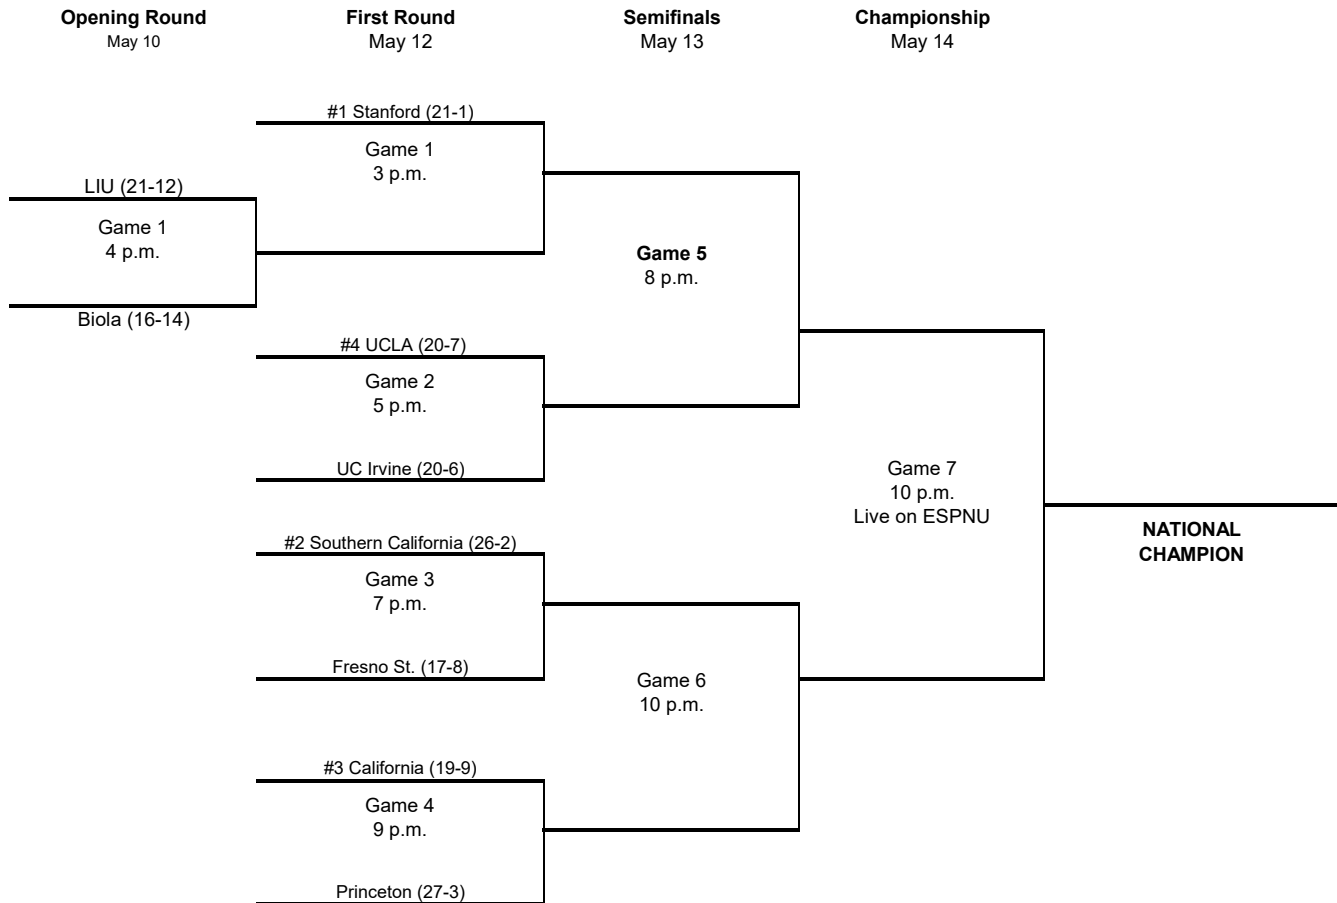 Opening Round
May 10
First Round
May 12
Semifinals
May 13
Championship
May 14
#1 Stanford (21-1)
Game 1
3 p.m.
LIU (21-12)
Game 1
4 p.m.
Biola (16-14)
Game 5
8 p.m.
#4 UCLA (20-7)
Game 2
5 p.m.
UC Irvine (20-6)
Game 7
10 p.m.
Live on ESPNU
NATIONAL
CHAMPION
#2 Southern California (26-2)
Game 3
7 p.m.
Fresno St. (17-8)
Game 6
10 p.m.
#3 California (19-9)
Game 4
9 p.m.
Princeton (27-3)